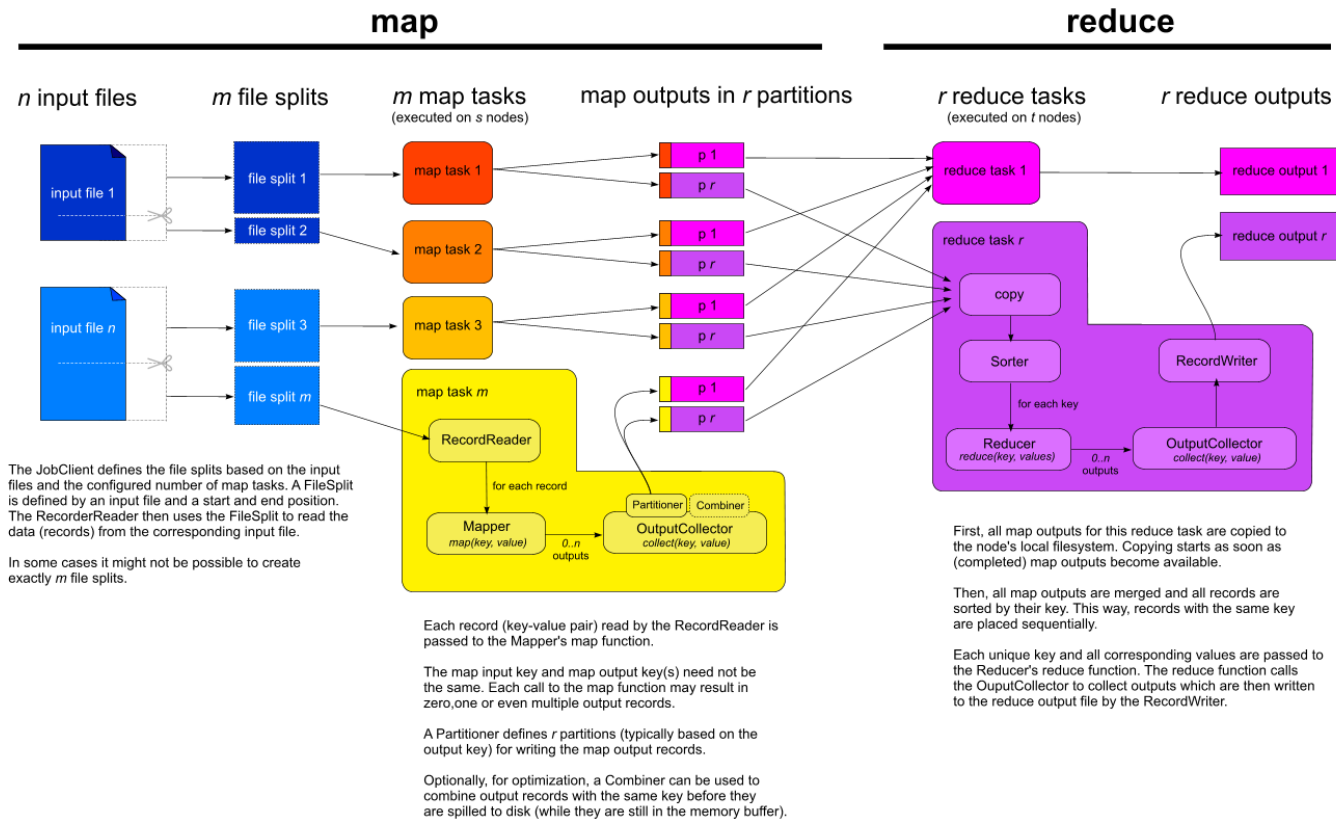 map
reduce
n input files
m file splits
m map tasks
(executed on s nodes)
map outputs in r partitions
r reduce tasks
(executed on t nodes)
r reduce outputs
input file 1
file split 1
file split 2
map task 1
map task 2
p 1
p r
p 1
p r
reduce task 1
reduce output 1
reduce output r
input file n
file split 3
file split m
map task 3
p 1
p r
p 1
p r
map task m
RecordReader
for each record
Mapper
map(key, value)
0..n
outputs
Partitioner
Combiner
OutputCollector
collect(key, value)
reduce task r
copy
Sorter
for each key
Reducer
reduce(key, values)
0..n
outputs
OutputCollector
collect(key, value)
RecordWriter
The JobClient defines the file splits based on the input
files and the configured number of map tasks. A FileSplit
is defined by an input file and a start and end position.
The RecorderReader then uses the FileSplit to read the
data (records) from the corresponding input file.
In some cases it might not be possible to create
exactly m file splits.
Each record (key-value pair) read by the RecordReader is
passed to the Mapper's map function.
The map input key and map output key(s) need not be
the same. Each call to the map function may result in
zero,one or even multiple output records.
A Partitioner defines r partitions (typically based on the
output key) for writing the map output records.
Optionally, for optimization, a Combiner can be used to
combine output records with the same key before they
are spilled to disk (while they are still in the memory buffer).
First, all map outputs for this reduce task are copied to
the node's local filesystem. Copying starts as soon as
(completed) map outputs become available.
Then, all map outputs are merged and all records are
sorted by their key. This way, records with the same key
are placed sequentially.
Each unique key and all corresponding values are passed to
the Reducer's reduce function. The reduce function calls
the OuputCollector to collect outputs which are then written
to the reduce output file by the RecordWriter.